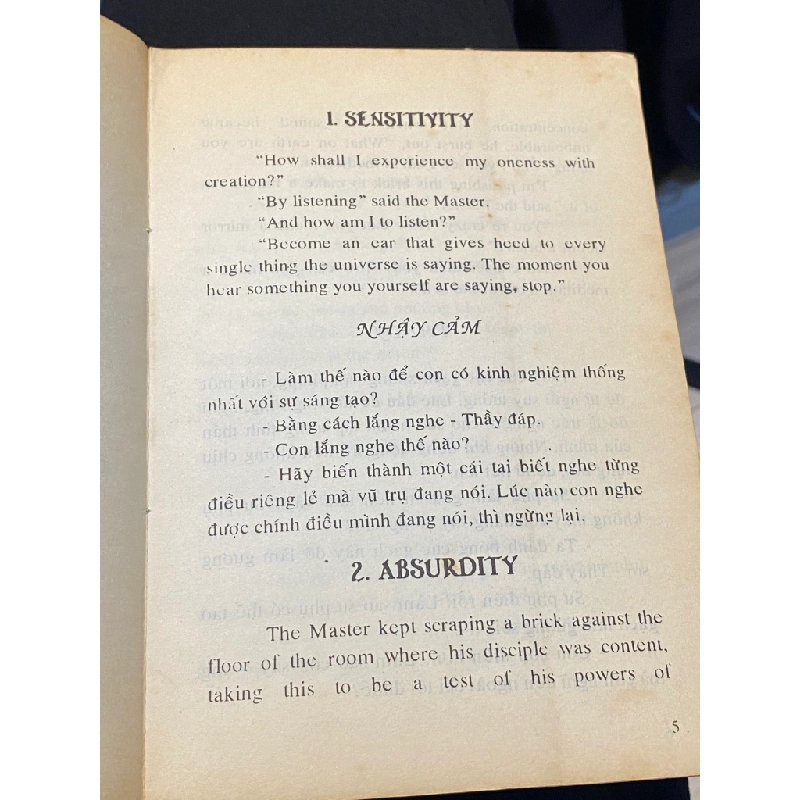 1. SENSITIYITY
"How shall I experience my oneness with
creation?"
"By listening" said the Master.
"And how am I to listen?"
"Become an ear that gives heed to every
single thing the universe is saying. The moment you
hear something you yourself are saying, stop."
NHẬY CẢM
- Làm thế nào để con có kinh nghiệm thống
nhất với sự sáng tạo?
- Bằng cách lắng nghe - Thầy đáp.
- Con lắng nghe thế nào?
- Hãy biến thành một cái tai biết nghe từng
điều riêng lẻ mà vũ trụ đang nói. Lúc nào con nghe
được chính điều mình đang nói, thì ngừng lại.
2. ABSURDITY
The Master kept scraping a brick against the
floor of the room where his disciple was content,
taking this to be a test of his powers of
5